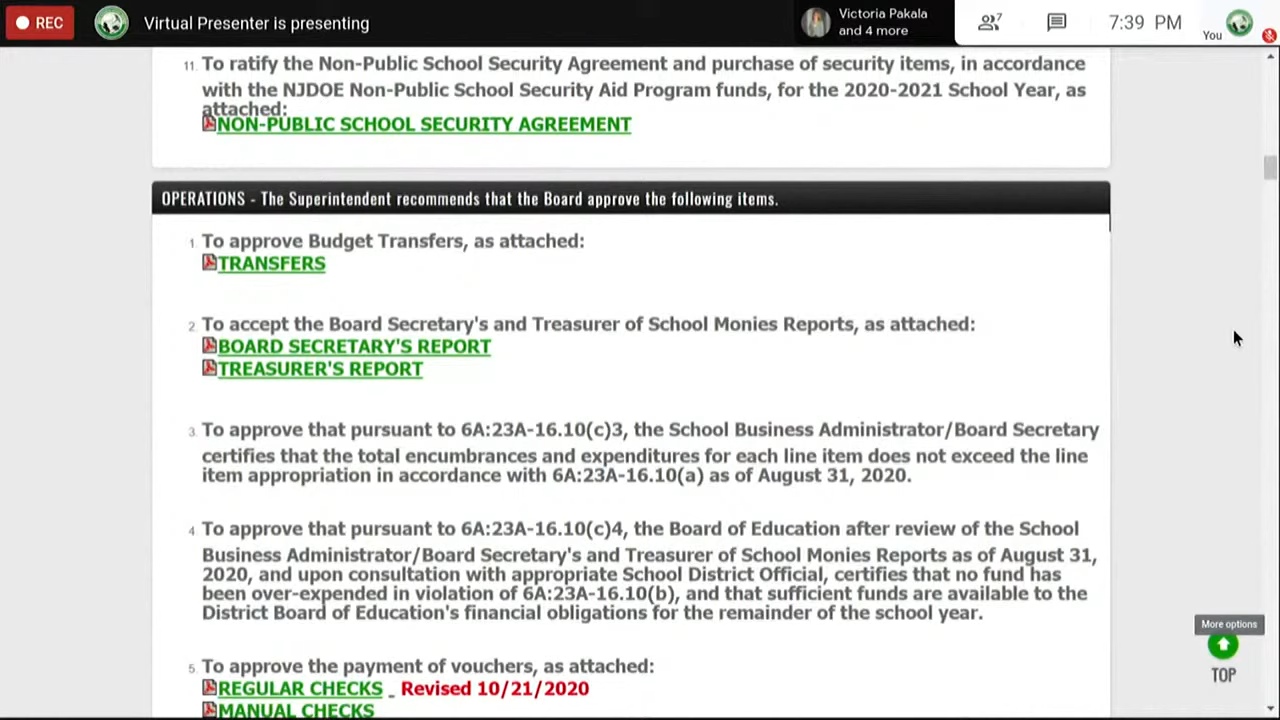 REC
Virtual Presenter is presenting
Victoria Pakala
and 4 more
7
7:39 PM
You
11. To ratify the Non-Public School Security Agreement and purchase of security items, in accordance
with the NJDOE Non-Public School Security Aid Program funds, for the 2020-2021 School Year, as
attached:
NON-PUBLIC SCHOOL SECURITY AGREEMENT
OPERATIONS - The Superintendent recommends that the Board approve the following items.
1. To approve Budget Transfers, as attached:
TRANSFERS
2. To accept the Board Secretary's and Treasurer of School Monies Reports, as attached:
BOARD SECRETARY'S REPORT
TREASURER'S REPORT
3. To approve that pursuant to 6A:23A-16.10(c)3, the School Business Administrator/Board Secretary
certifies that the total encumbrances and expenditures for each line item does not exceed the line
item appropriation in accordance with 6A:23A-16.10(a) as of August 31, 2020.
4. To approve that pursuant to 6A:23A-16.10(c)4, the Board of Education after review of the School
Business Administrator/Board Secretary's and Treasurer of School Monies Reports as of August 31,
2020, and upon consultation with appropriate School District Official, certifies that no fund has
been over-expended in violation of 6A:23A-16.10(b), and that sufficient funds are available to the
District Board of Education's financial obligations for the remainder of the school year.
More options
TOP
5. To approve the payment of vouchers, as attached:
REGULAR CHECKS - Revised 10/21/2020
MANUAL CHECKS